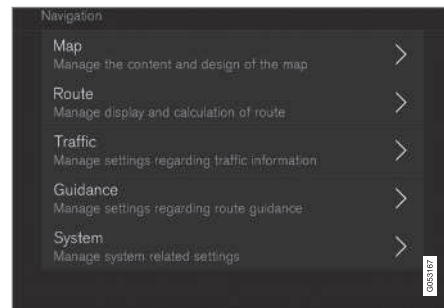 Navigation
Map
Manage the content and design of the map
Route
Manage display and calculation of route
Traffic
Manage settings regarding traffic information
Guidance
Manage settings regarding route guidance
System
Manage system related settings
G053167